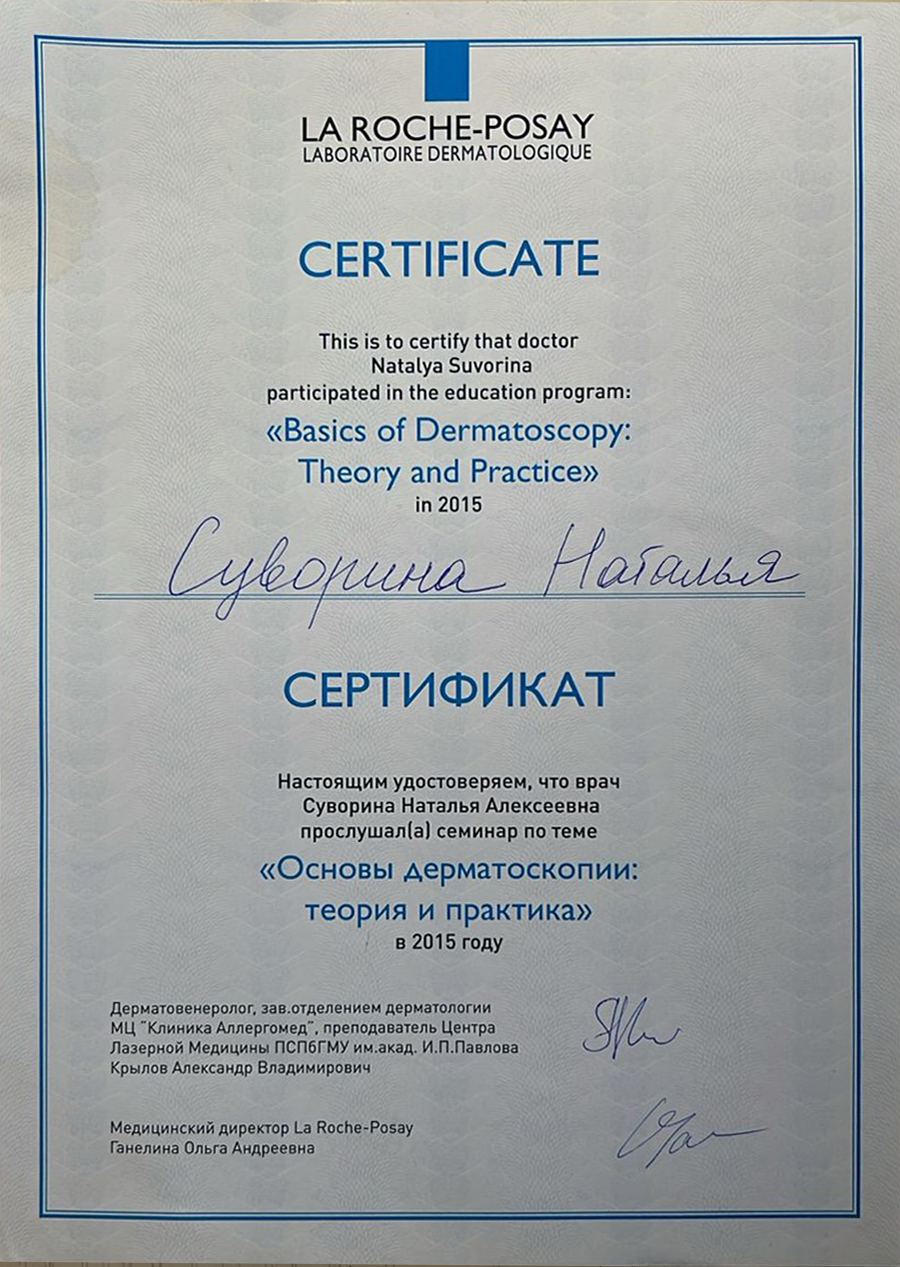 LA ROCHE-POSAY
LABORATOIRE DERMATOLOGIQUE
CERTIFICATE
This is to certify that doctor
Natalya Suvorina
participated in the education program:
«Basics of Dermatoscopy:
Theory and Practice»
in 2015
Суворина Наталья
СЕРТИФИКАТ
Настоящим удостоверяем, что врач
Суворина Наталья Алексеевна
прослушал(а) семинар по теме
«Основы дерматоскопии:
теория и практика»
в 2015 году
Дерматовенеролог, зав.отделением дерматологии
МЦ "Клиника Аллергомед", преподаватель Центра
Лазерной Медицины ПСПбГМУ им.акад. И.П.Павлова
Крылов Александр Владимирович
Медицинский директор La Roche-Posay
Ганелина Ольга Андреевна